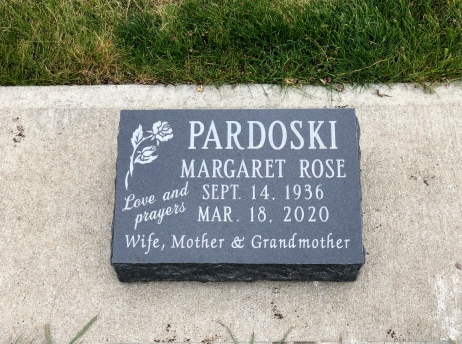 PARDOSKI
MARGARET ROSE
Love and
prayers
SEPT. 14, 1936
MAR. 18, 2020
Wife, Mother & Grandmother